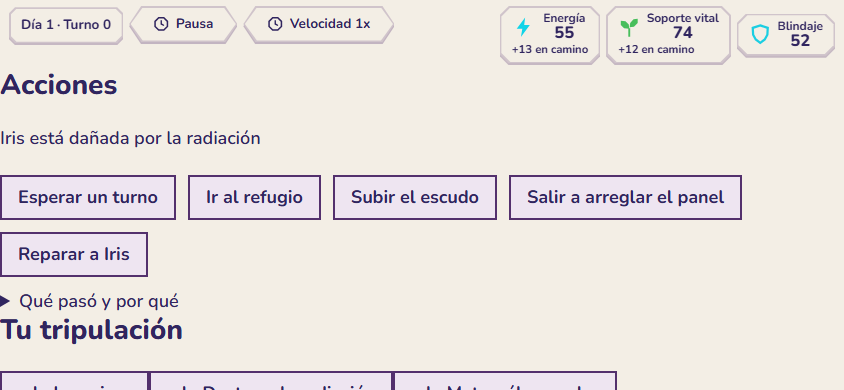 Día 1 · Turno 0
Pausa
Velocidad 1x
Energía
55
+13 en camino
Soporte vital
74
+12 en camino
Blindaje
52
Acciones
Iris está dañada por la radiación
Esperar un turno
Ir al refugio
Subir el escudo
Salir a arreglar el panel
Reparar a Iris
Qué pasó y por qué
Tu tripulación